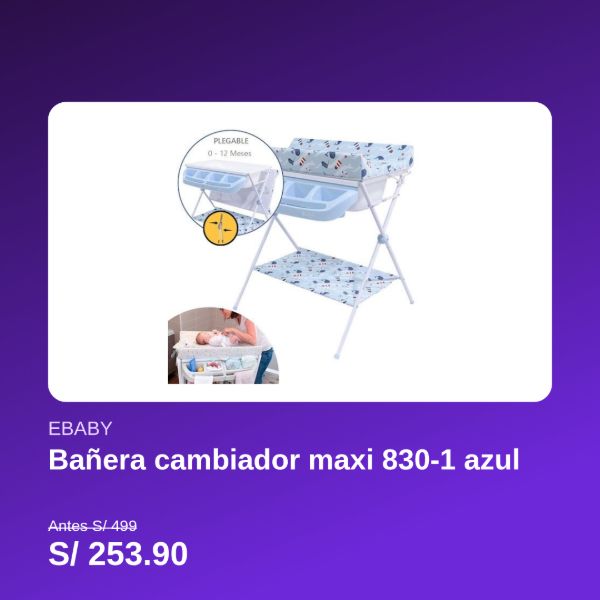 PLEGABLE
0 - 12 Meses
EBABY
Bañera cambiador maxi 830-1 azul
Antes S/ 499
S/ 253.90